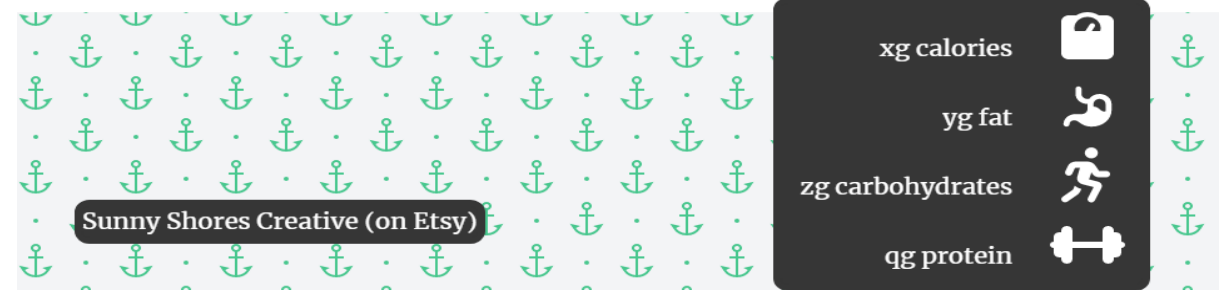 xg calories
yg fat
zg carbohydrates
Sunny Shores Creative (on Etsy)
qg protein